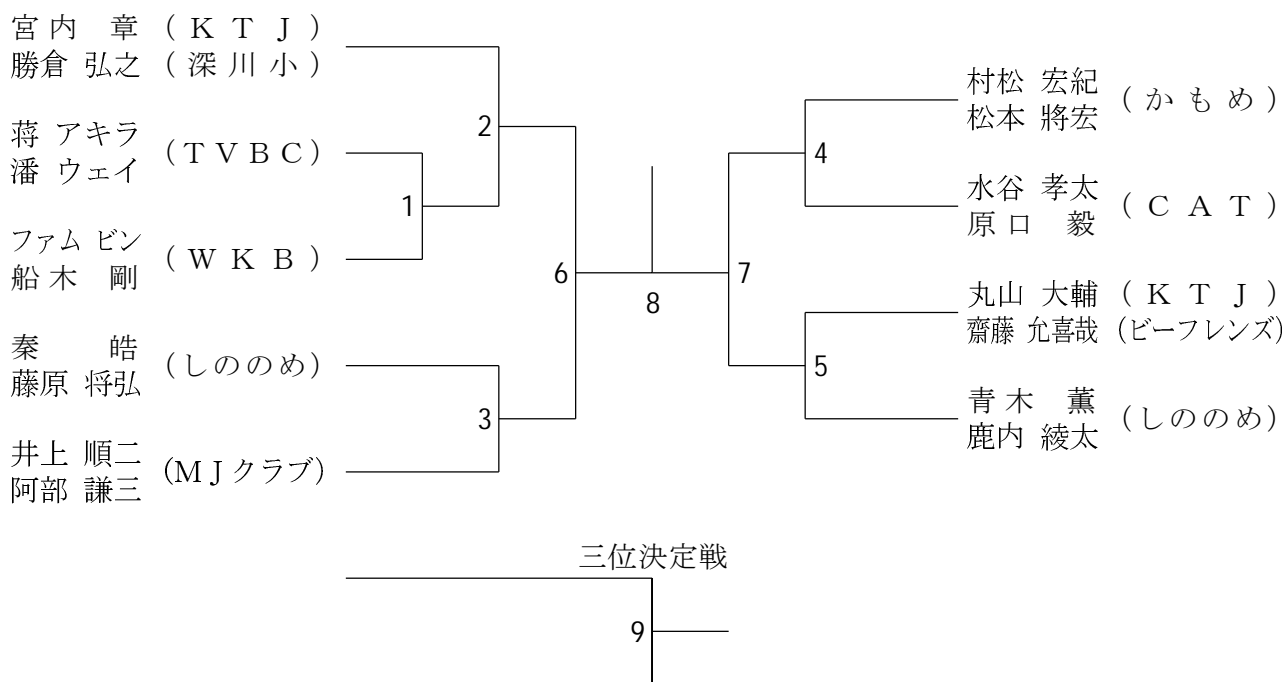 宮内 章 (KTJ)
勝倉 弘之 (深川小)
蒋 アキラ
潘 ウェイ
(TVBC)
ファム ビン
船木 剛
(WKB)
秦 皓
藤原 将弘
(しののめ)
井上 順二
阿部 謙三
(MJクラブ)
2
1
3
6
8
村松 宏紀
松本 將宏
(かもめ)
水谷 孝太
原口 毅
(CAT)
丸山 大輔 (KTJ)
齋藤 允喜哉 (ビーフレンズ)
青木 薫
鹿内 綾太
(しののめ)
4
7
5
三位決定戦
9